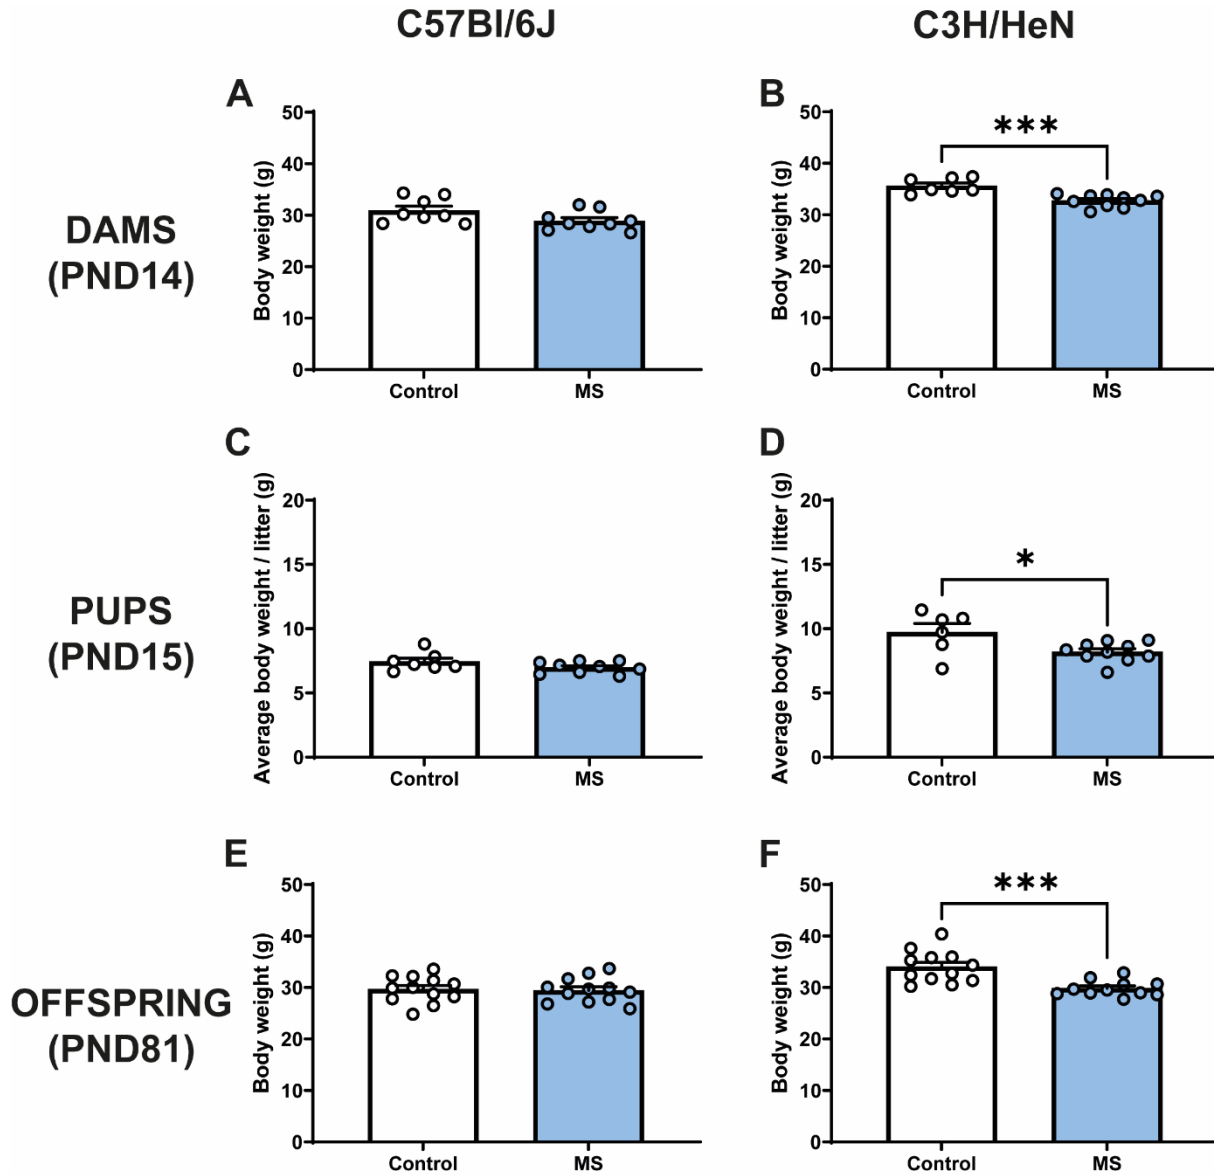 C57Bl/6J
C3H/HeN
DAMS
(PND14)
A
Body weight (g)
50
40
30
20
10
0
Control
MS
B
Body weight (g)
50
40
30
20
10
0
***
Control
MS
PUPS
(PND15)
C
Average body weight / litter (g)
20
15
10
5
0
Control
MS
D
Average body weight / litter (g)
20
15
10
5
0
*
Control
MS
OFFSPRING
(PND81)
E
Body weight (g)
50
40
30
20
10
0
Control
MS
F
Body weight (g)
50
40
30
20
10
0
***
Control
MS